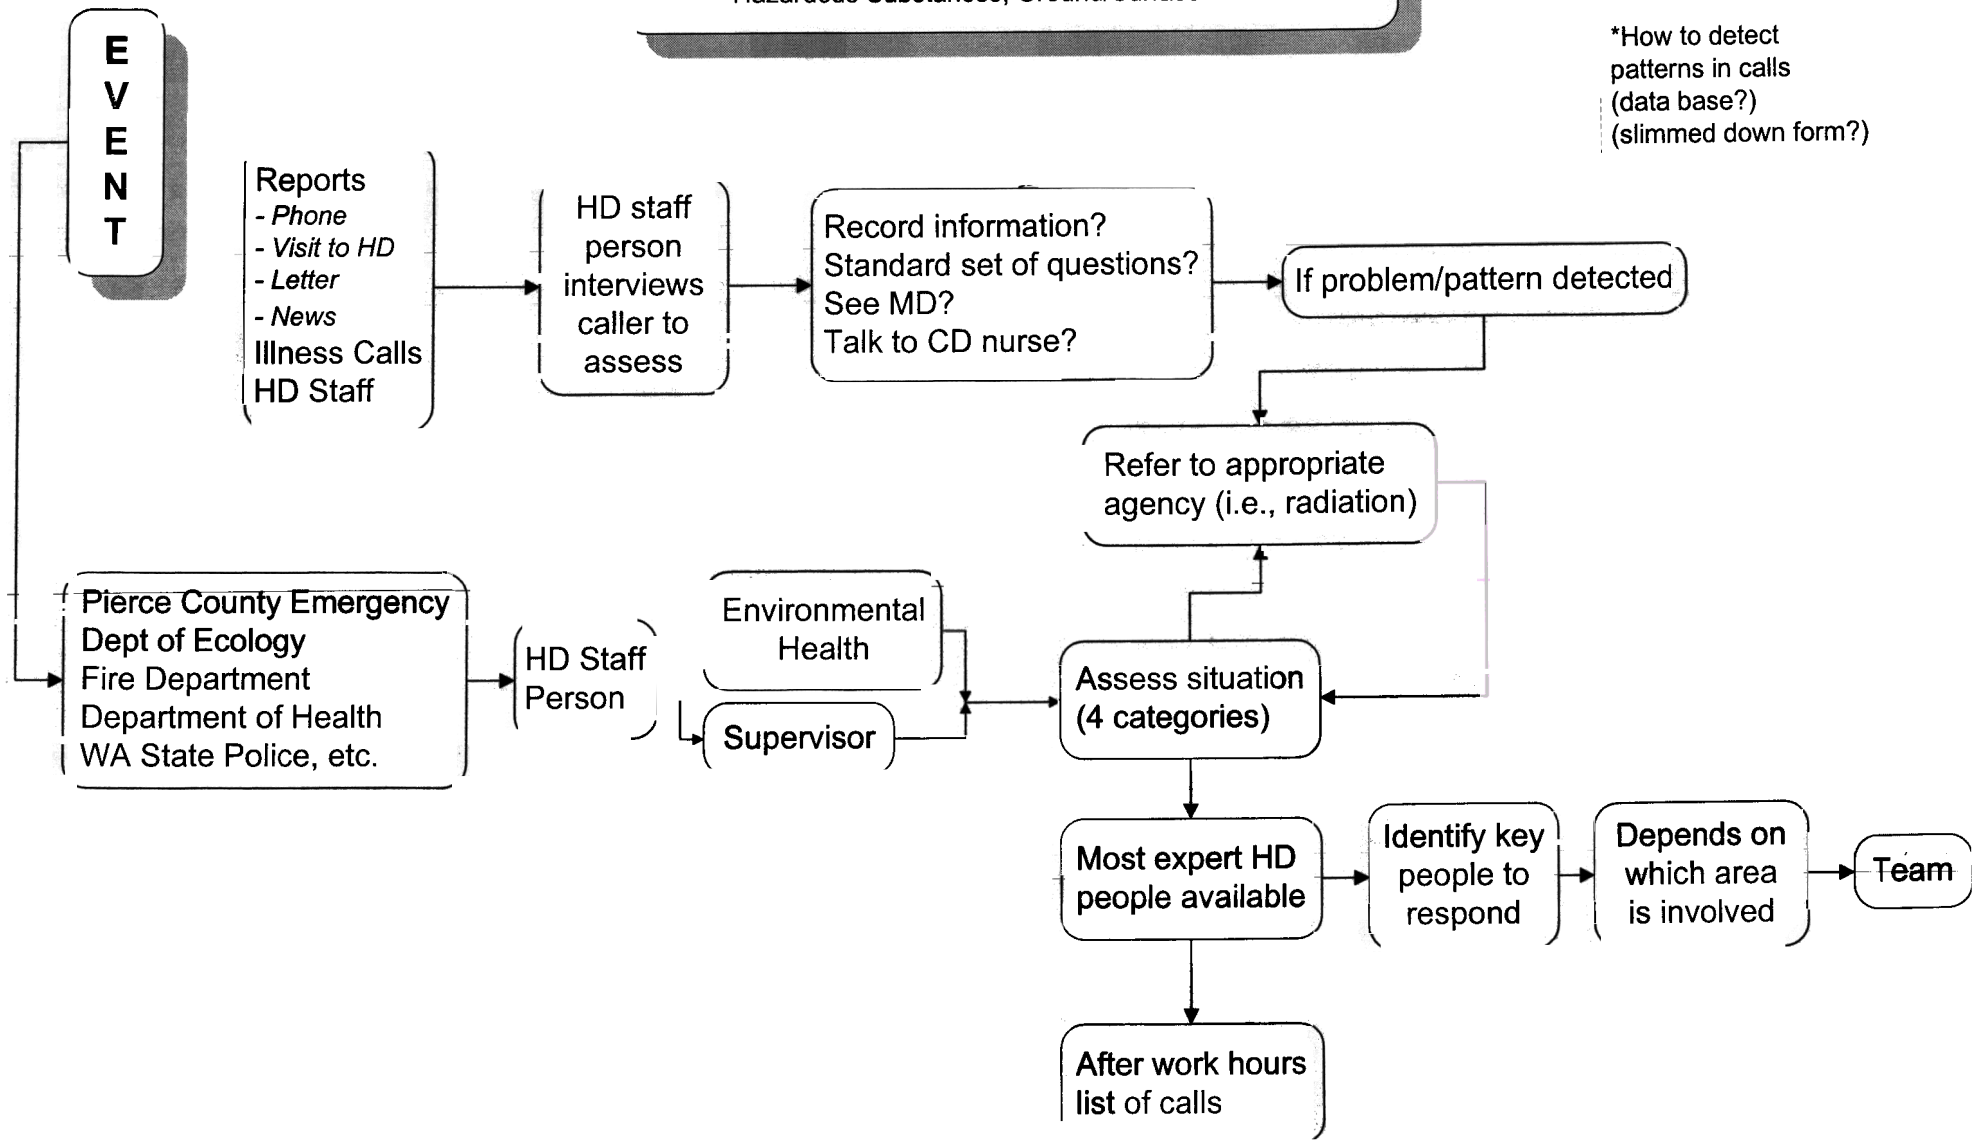 Hazardous Substances, Ground/Surface
*How to detect
patterns in calls
(data base?)
(slimmed down form?)
E
V
E
N
T
Reports
- Phone
- Visit to HD
- Letter
- News
Illness Calls
HD Staff
HD staff
person
interviews
caller to
assess
Record information?
Standard set of questions?
See MD?
Talk to CD nurse?
If problem/pattern detected
Refer to appropriate
agency (i.e., radiation)
Pierce County Emergency
Dept of Ecology
Fire Department
Department of Health
WA State Police, etc.
HD Staff
Person
Environmental
Health
Supervisor
Assess situation
(4 categories)
Most expert HD
people available
Identify key
people to
respond
Depends on
which area
is involved
Team
After work hours
list of calls